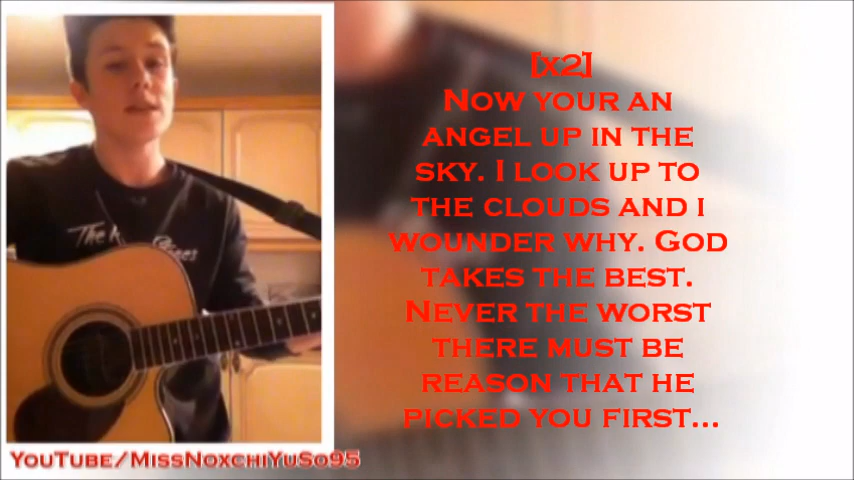 [x2]
Now your an
angel up in the
sky. I look up to
the clouds and i
wounder why. God
takes the best.
Never the worst
there must be
reason that he
picked you first...
The K
YouTube/MissNoxchiYuSo95